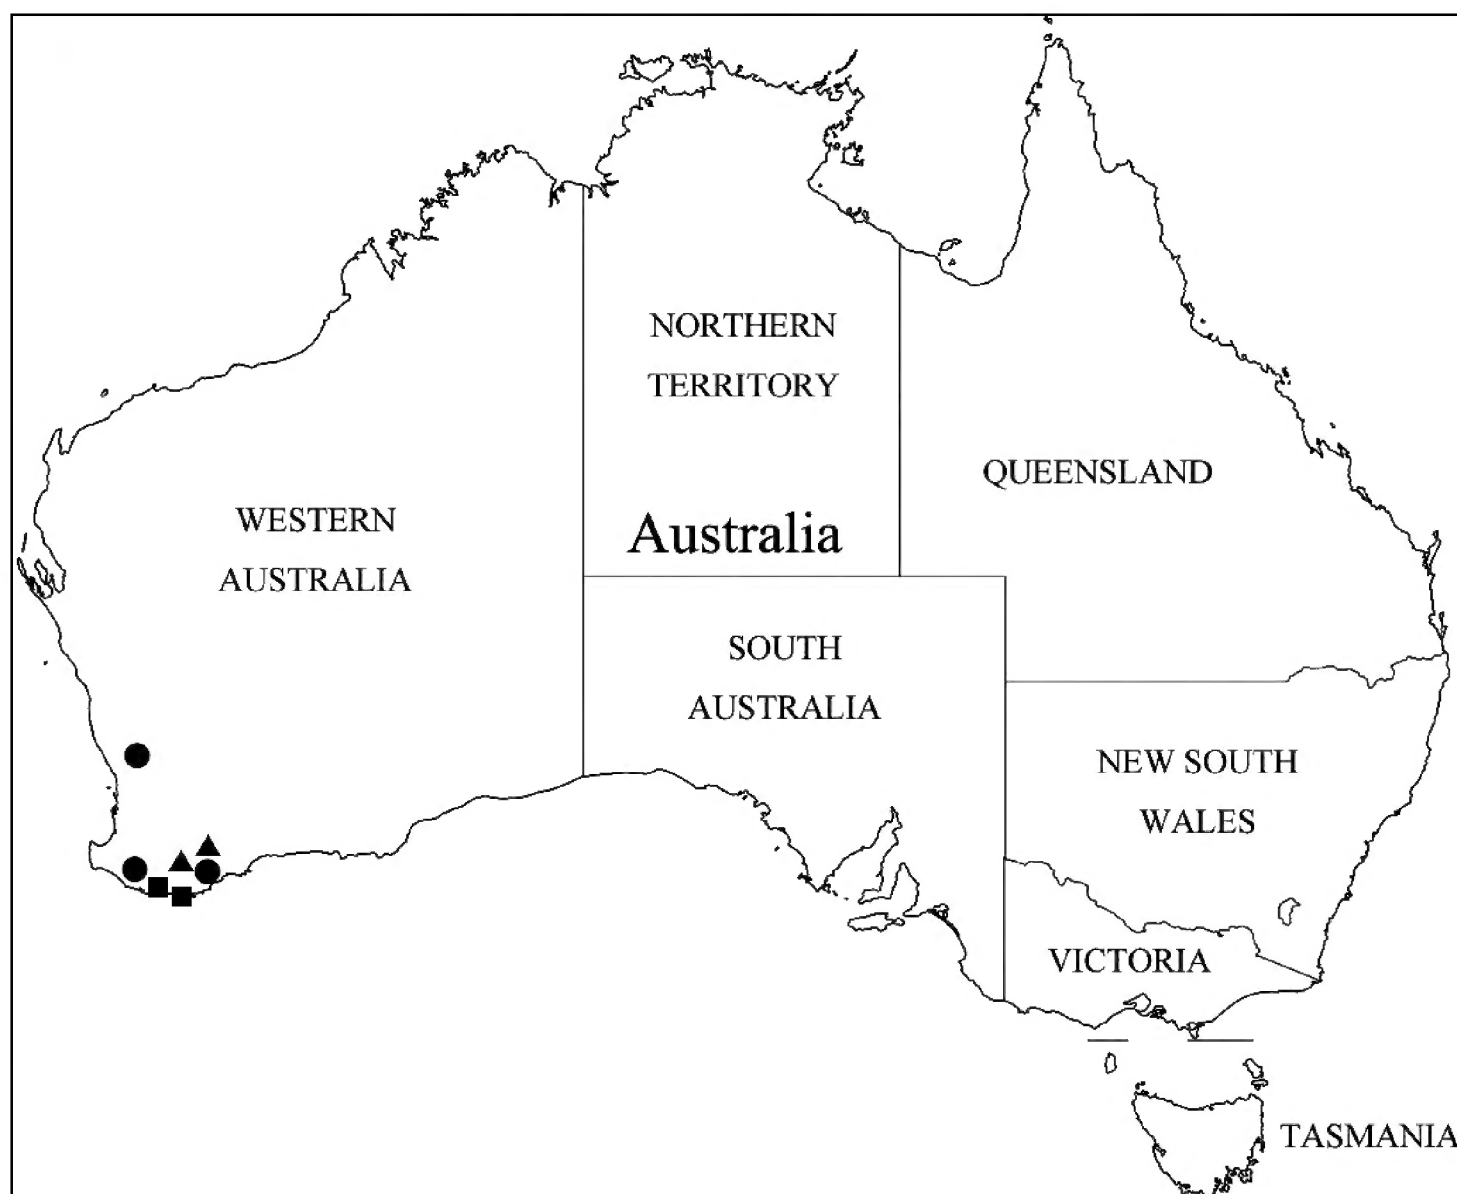 NORTHERN
TERRITORY
QUEENSLAND
WESTERN
AUSTRALIA
Australia
SOUTH
AUSTRALIA
NEW SOUTH
WALES
VICTORIA
TASMANIA